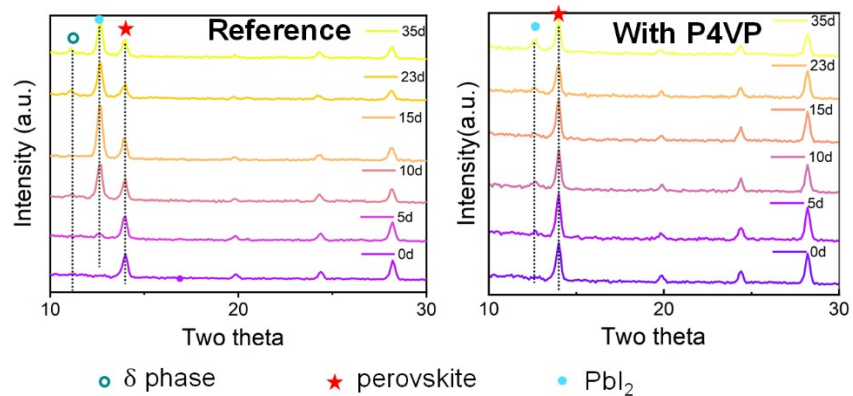 Reference
35d
23d
15d
10d
5d
0d
Intensity (a.u.)
10
20
30
Two theta
With P4VP
35d
23d
15d
10d
5d
0d
Intensity(a.u.)
10
20
30
Two theta
δ phase
perovskite
PbI₂